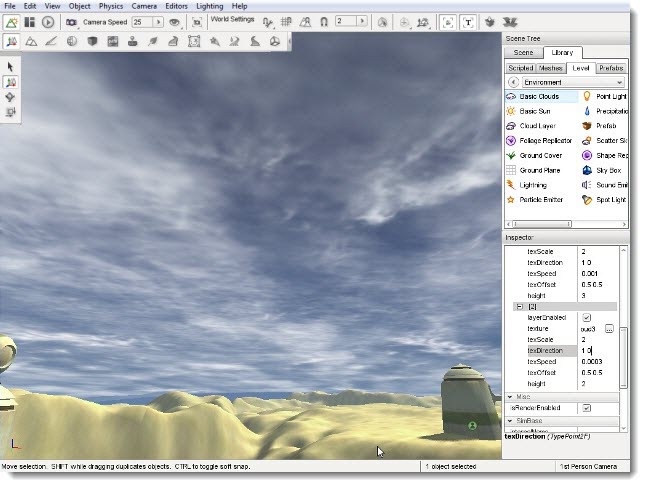 File Edit View Object Physics Camera Editors Lighting Help
Camera Speed 25 World Settings 2
Scene Tree
Scene Library
Scripted Meshes Level Prefabs
Environment
Basic Clouds Point Light
Basic Sun Precipitatio
Cloud Layer Prefab
Foliage Replicator Scatter Sk
Ground Cover Shape Rep
Ground Plane Sky Box
Lightning Sound Emit
Particle Emitter Spot Light
Inspector
texScale 2
texDirection 1 0
texSpeed 0.001
texOffset 0.5 0.5
height 3
[2]
layerEnabled
texture oud3 ...
texScale 2
texDirection 1 0
texSpeed 0.0003
texOffset 0.5 0.5
height 2
Misc
isRenderEnabled
SimBase
texDirection (TypePoint2F)
Move selection. SHIFT while dragging duplicates objects. CTRL to toggle soft snap. 1 object selected 1st Person Camera